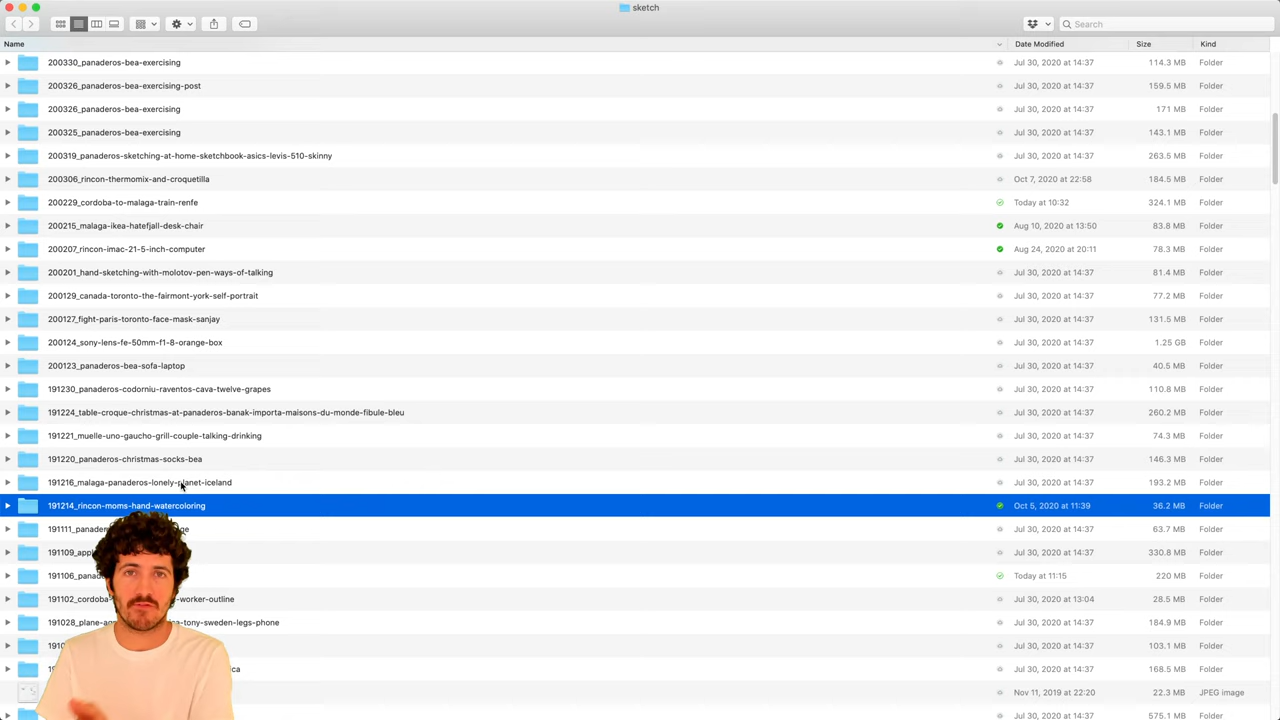 sketch
Search
Name Date Modified Size Kind
200330_panaderos-bea-exercising Jul 30, 2020 at 14:37 114.3 MB Folder
200326_panaderos-bea-exercising-post Jul 30, 2020 at 14:37 159.5 MB Folder
200326_panaderos-bea-exercising Jul 30, 2020 at 14:37 171 MB Folder
200325_panaderos-bea-exercising Jul 30, 2020 at 14:37 143.1 MB Folder
200319_panaderos-sketching-at-home-sketchbook-asics-levis-510-skinny Jul 30, 2020 at 14:37 263.5 MB Folder
200306_rincon-thermomix-and-croquetilla Oct 7, 2020 at 22:58 184.5 MB Folder
200229_cordoba-to-malaga-train-renfe Today at 10:32 324.1 MB Folder
200215_malaga-ikea-hatefjall-desk-chair Aug 10, 2020 at 13:50 83.8 MB Folder
200207_rincon-imac-21-5-inch-computer Aug 24, 2020 at 20:11 78.3 MB Folder
200201_hand-sketching-with-molotov-pen-ways-of-talking Jul 30, 2020 at 14:37 81.4 MB Folder
200129_canada-toronto-the-fairmont-york-self-portrait Jul 30, 2020 at 14:37 77.2 MB Folder
200127_fight-paris-toronto-face-mask-sanjay Jul 30, 2020 at 14:37 131.5 MB Folder
200124_sony-lens-fe-50mm-f1-8-orange-box Jul 30, 2020 at 14:37 1.25 GB Folder
200123_panaderos-bea-sofa-laptop Jul 30, 2020 at 14:37 40.5 MB Folder
191230_panaderos-codorniu-raventos-cava-twelve-grapes Jul 30, 2020 at 14:37 110.8 MB Folder
191224_table-croque-christmas-at-panaderos-banak-importa-maisons-du-monde-fibule-bleu Jul 30, 2020 at 14:37 260.2 MB Folder
191221_muelle-uno-gaucho-grill-couple-talking-drinking Jul 30, 2020 at 14:37 74.3 MB Folder
191220_panaderos-christmas-socks-bea Jul 30, 2020 at 14:37 146.3 MB Folder
191216_malaga-panaderos-lonely-planet-iceland Jul 30, 2020 at 14:37 193.2 MB Folder
191214_rincon-moms-hand-watercoloring Oct 5, 2020 at 11:39 36.2 MB Folder
191111_panader Jul 30, 2020 at 14:37 63.7 MB Folder
191109_app Jul 30, 2020 at 14:37 330.8 MB Folder
191106_pana Today at 11:15 220 MB Folder
191102_cordoba- -worker-outline Jul 30, 2020 at 13:04 28.5 MB Folder
191028_plane-a -tony-sweden-legs-phone Jul 30, 2020 at 14:37 184.9 MB Folder
Jul 30, 2020 at 14:37 103.1 MB Folder
Jul 30, 2020 at 14:37 168.5 MB Folder
Nov 11, 2019 at 22:20 22.3 MB JPEG image
Jul 30, 2020 at 14:37 575.1 MB Folder